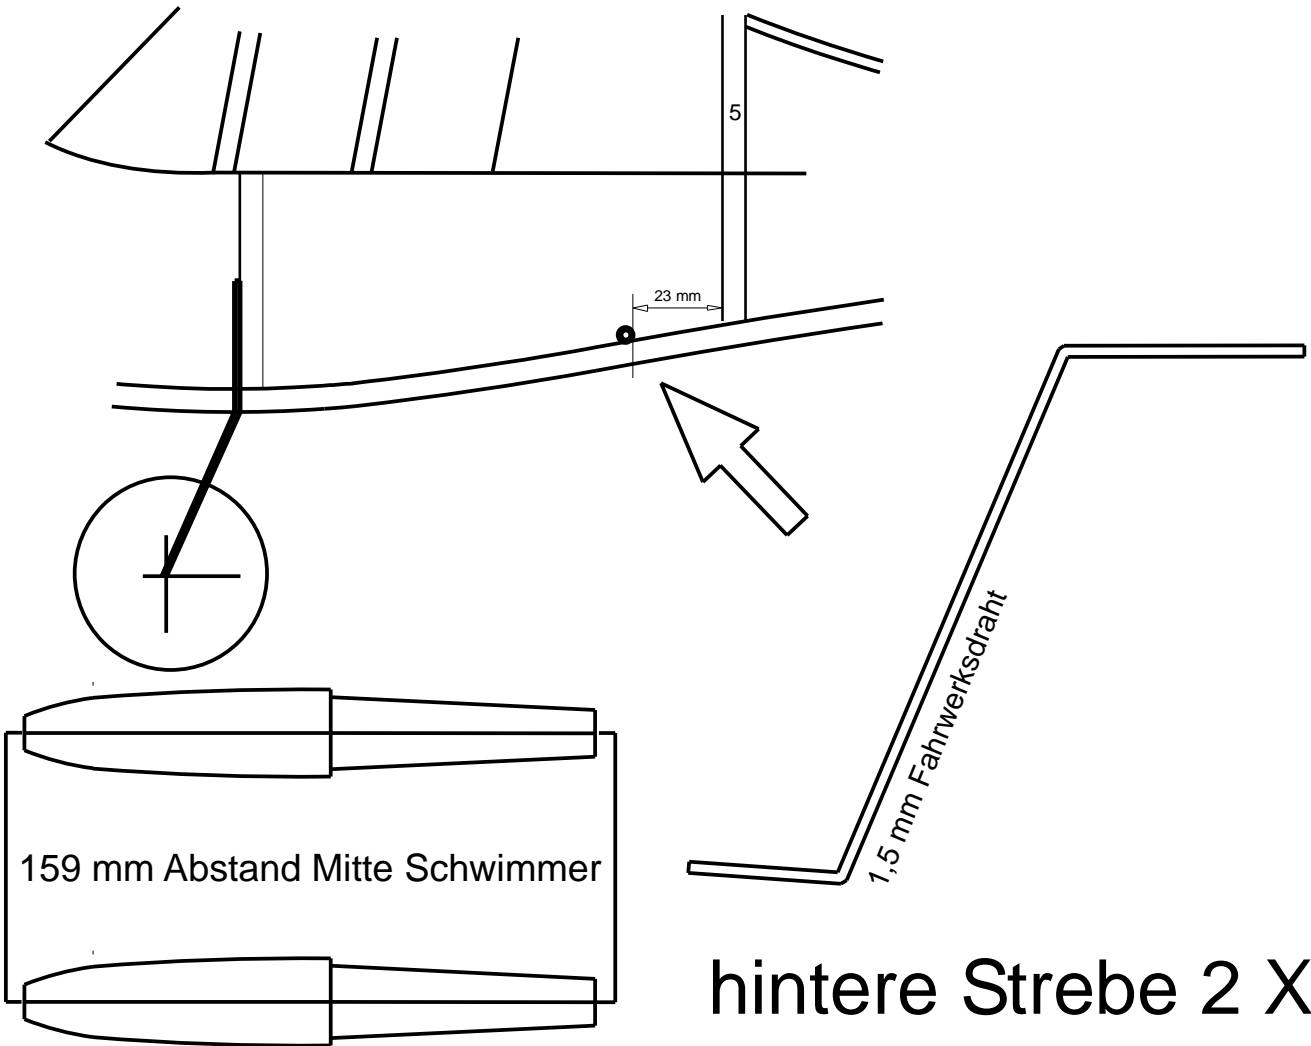 5
23 mm
1,5 mm Fahrwerksdraht
159 mm Abstand Mitte Schwimmer
hintere Strebe 2 X